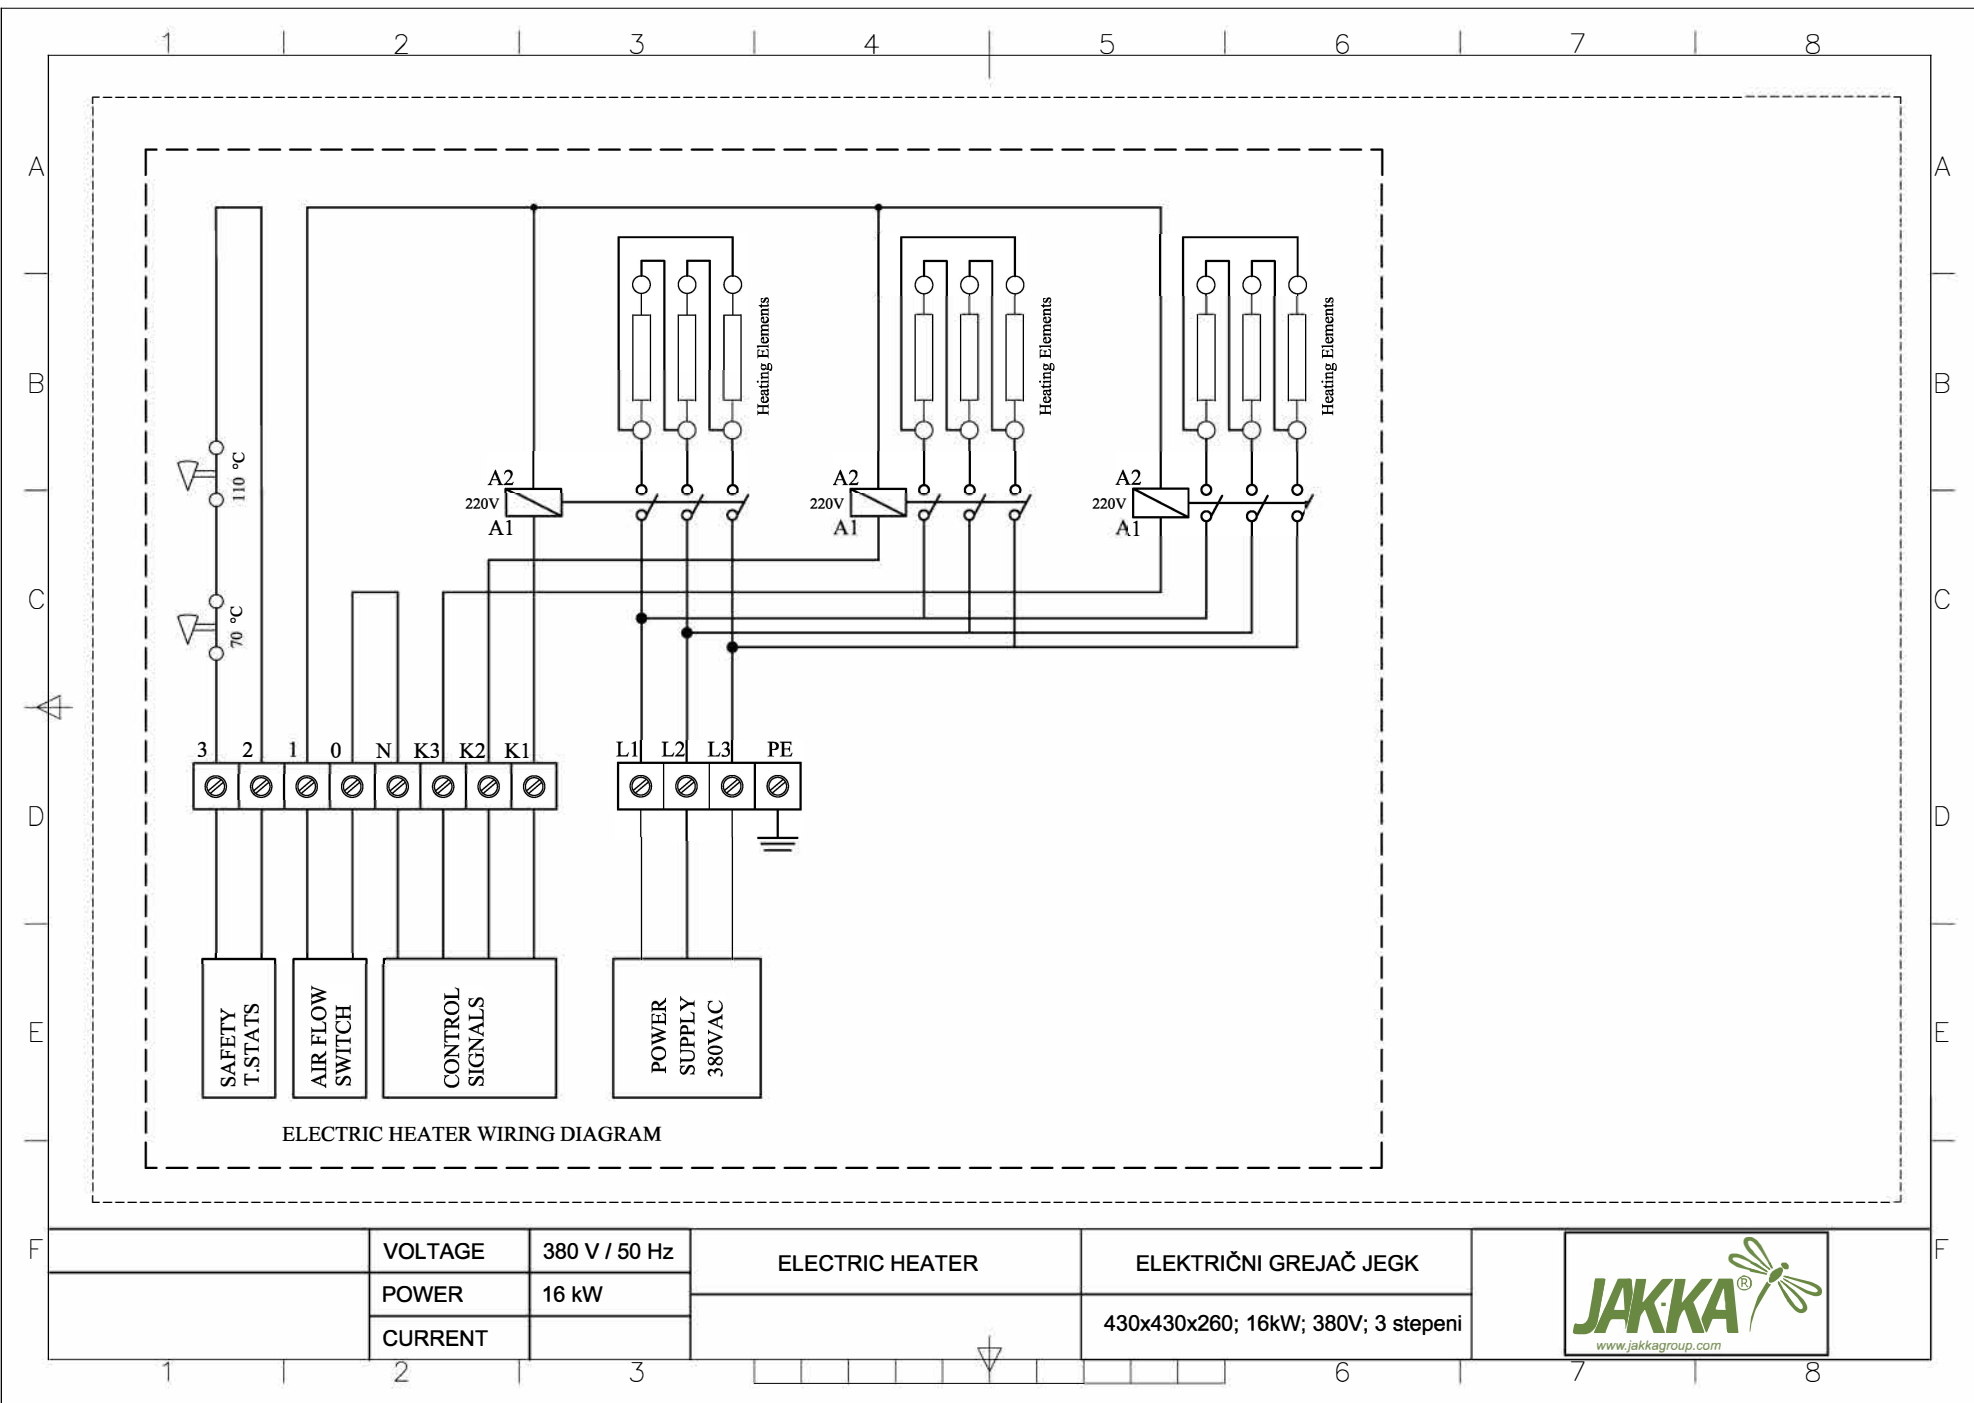 1 2 3 4 5 6 7 8
A A
B B
C C
D D
E E
F F
110 °C
70 °C
A2
220V
A1
Heating Elements
A2
220V
A1
Heating Elements
A2
220V
A1
Heating Elements
3 2 1 0 N K3 K2 K1
L1 L2 L3 PE
SAFETY
T.STATS
AIR FLOW
SWITCH
CONTROL
SIGNALS
POWER
SUPPLY
380VAC
ELECTRIC HEATER WIRING DIAGRAM
VOLTAGE 380 V / 50 Hz
POWER 16 kW
CURRENT
ELECTRIC HEATER
ELEKTRIČNI GREJAČ JEGK
430x430x260; 16kW; 380V; 3 stepeni
JAKKA®
www.jakkagroup.com
1 2 3 6 7 8